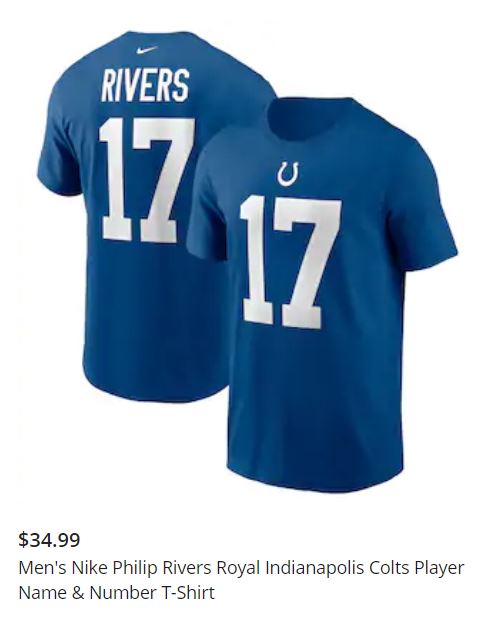 RIVERS
17
17
$34.99
Men's Nike Philip Rivers Royal Indianapolis Colts Player
Name & Number T-Shirt